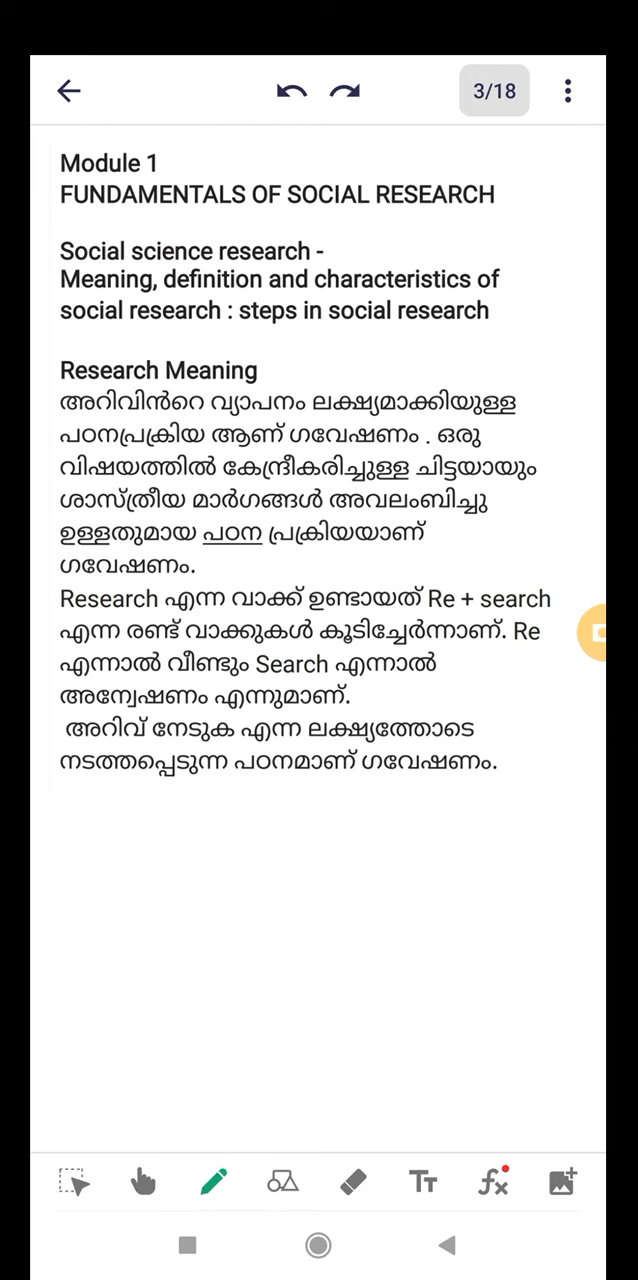 3/18
Module 1
FUNDAMENTALS OF SOCIAL RESEARCH
Social science research -
Meaning, definition and characteristics of
social research : steps in social research
Research Meaning
അറിവിൻറെ വ്യാപനം ലക്ഷ്യമാക്കിയുള്ള
പഠനപ്രക്രിയ ആണ് ഗവേഷണം . ഒരു
വിഷയത്തിൽ കേന്ദ്രീകരിച്ചുള്ള ചിട്ടയായും
ശാസ്ത്രീയ മാർഗങ്ങൾ അവലംബിച്ചു
ഉള്ളതുമായ പഠന പ്രക്രിയയാണ്
ഗവേഷണം.
Research എന്ന വാക്ക് ഉണ്ടായത് Re + search
എന്ന രണ്ട് വാക്കുകൾ കൂടിച്ചേർന്നാണ്. Re
എന്നാൽ വീണ്ടും Search എന്നാൽ
അന്വേഷണം എന്നുമാണ്.
അറിവ് നേടുക എന്ന ലക്ഷ്യത്തോടെ
നടത്തപ്പെടുന്ന പഠനമാണ് ഗവേഷണം.
TT
fx